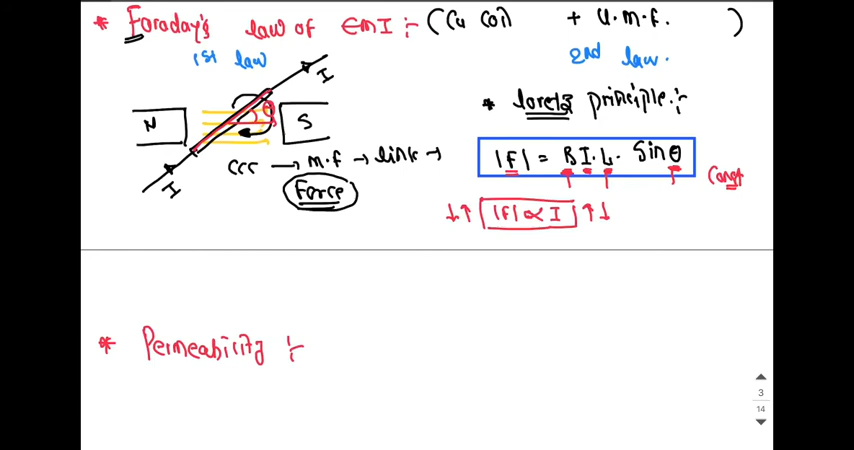 * Faraday's law of EMI :- (Cu coil + U.m.f. )
1st law
2nd law.
I
* loretz principle :-
N
S
θ
|F| = B I. L. Sinθ
CCC → m.f → link →
Force
I
Const
↓↑ |F| ∝ I ↑↓
* Permeability :-
3
14